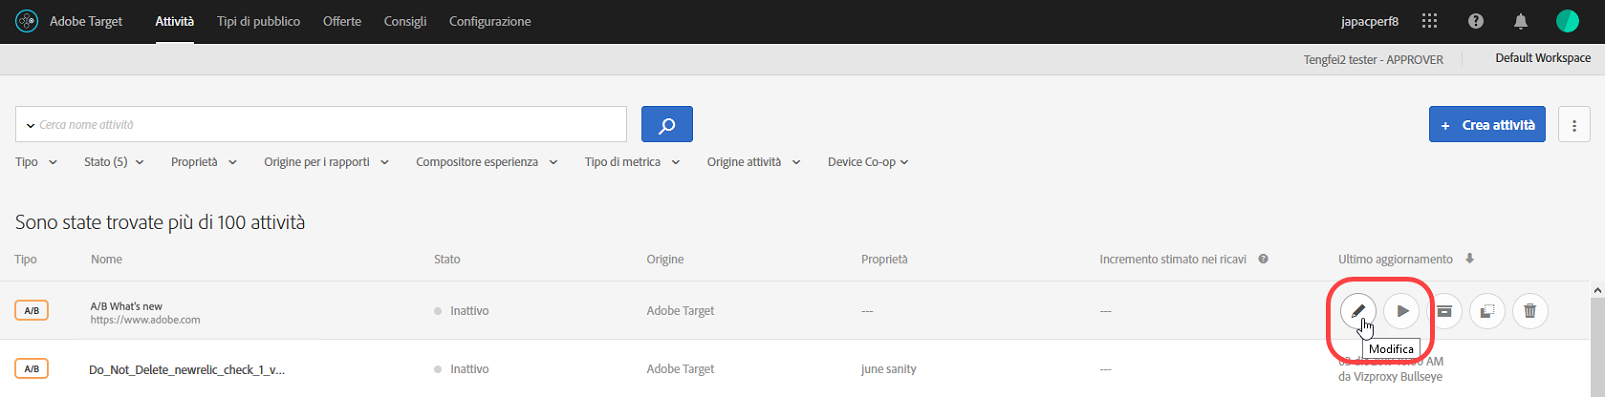 Adobe Target Attività Tipi di pubblico Offerte Consigli Configurazione japacperf8
Tengfei2 tester - APPROVER Default Workspace
Cerca nome attività + Crea attività
Tipo Stato (5) Proprietà Origine per i rapporti Compositore esperienza Tipo di metrica Origine attività Device Co-op
Sono state trovate più di 100 attività
Tipo Nome Stato Origine Proprietà Incremento stimato nei ricavi Ultimo aggiornamento
A/B A/B What's new Inattivo Adobe Target --- ---
https://www.adobe.com
Modifica
A/B Do_Not_Delete_newrelic_check_1_v... Inattivo Adobe Target june sanity --- AM
da Vizproxy Bullseye